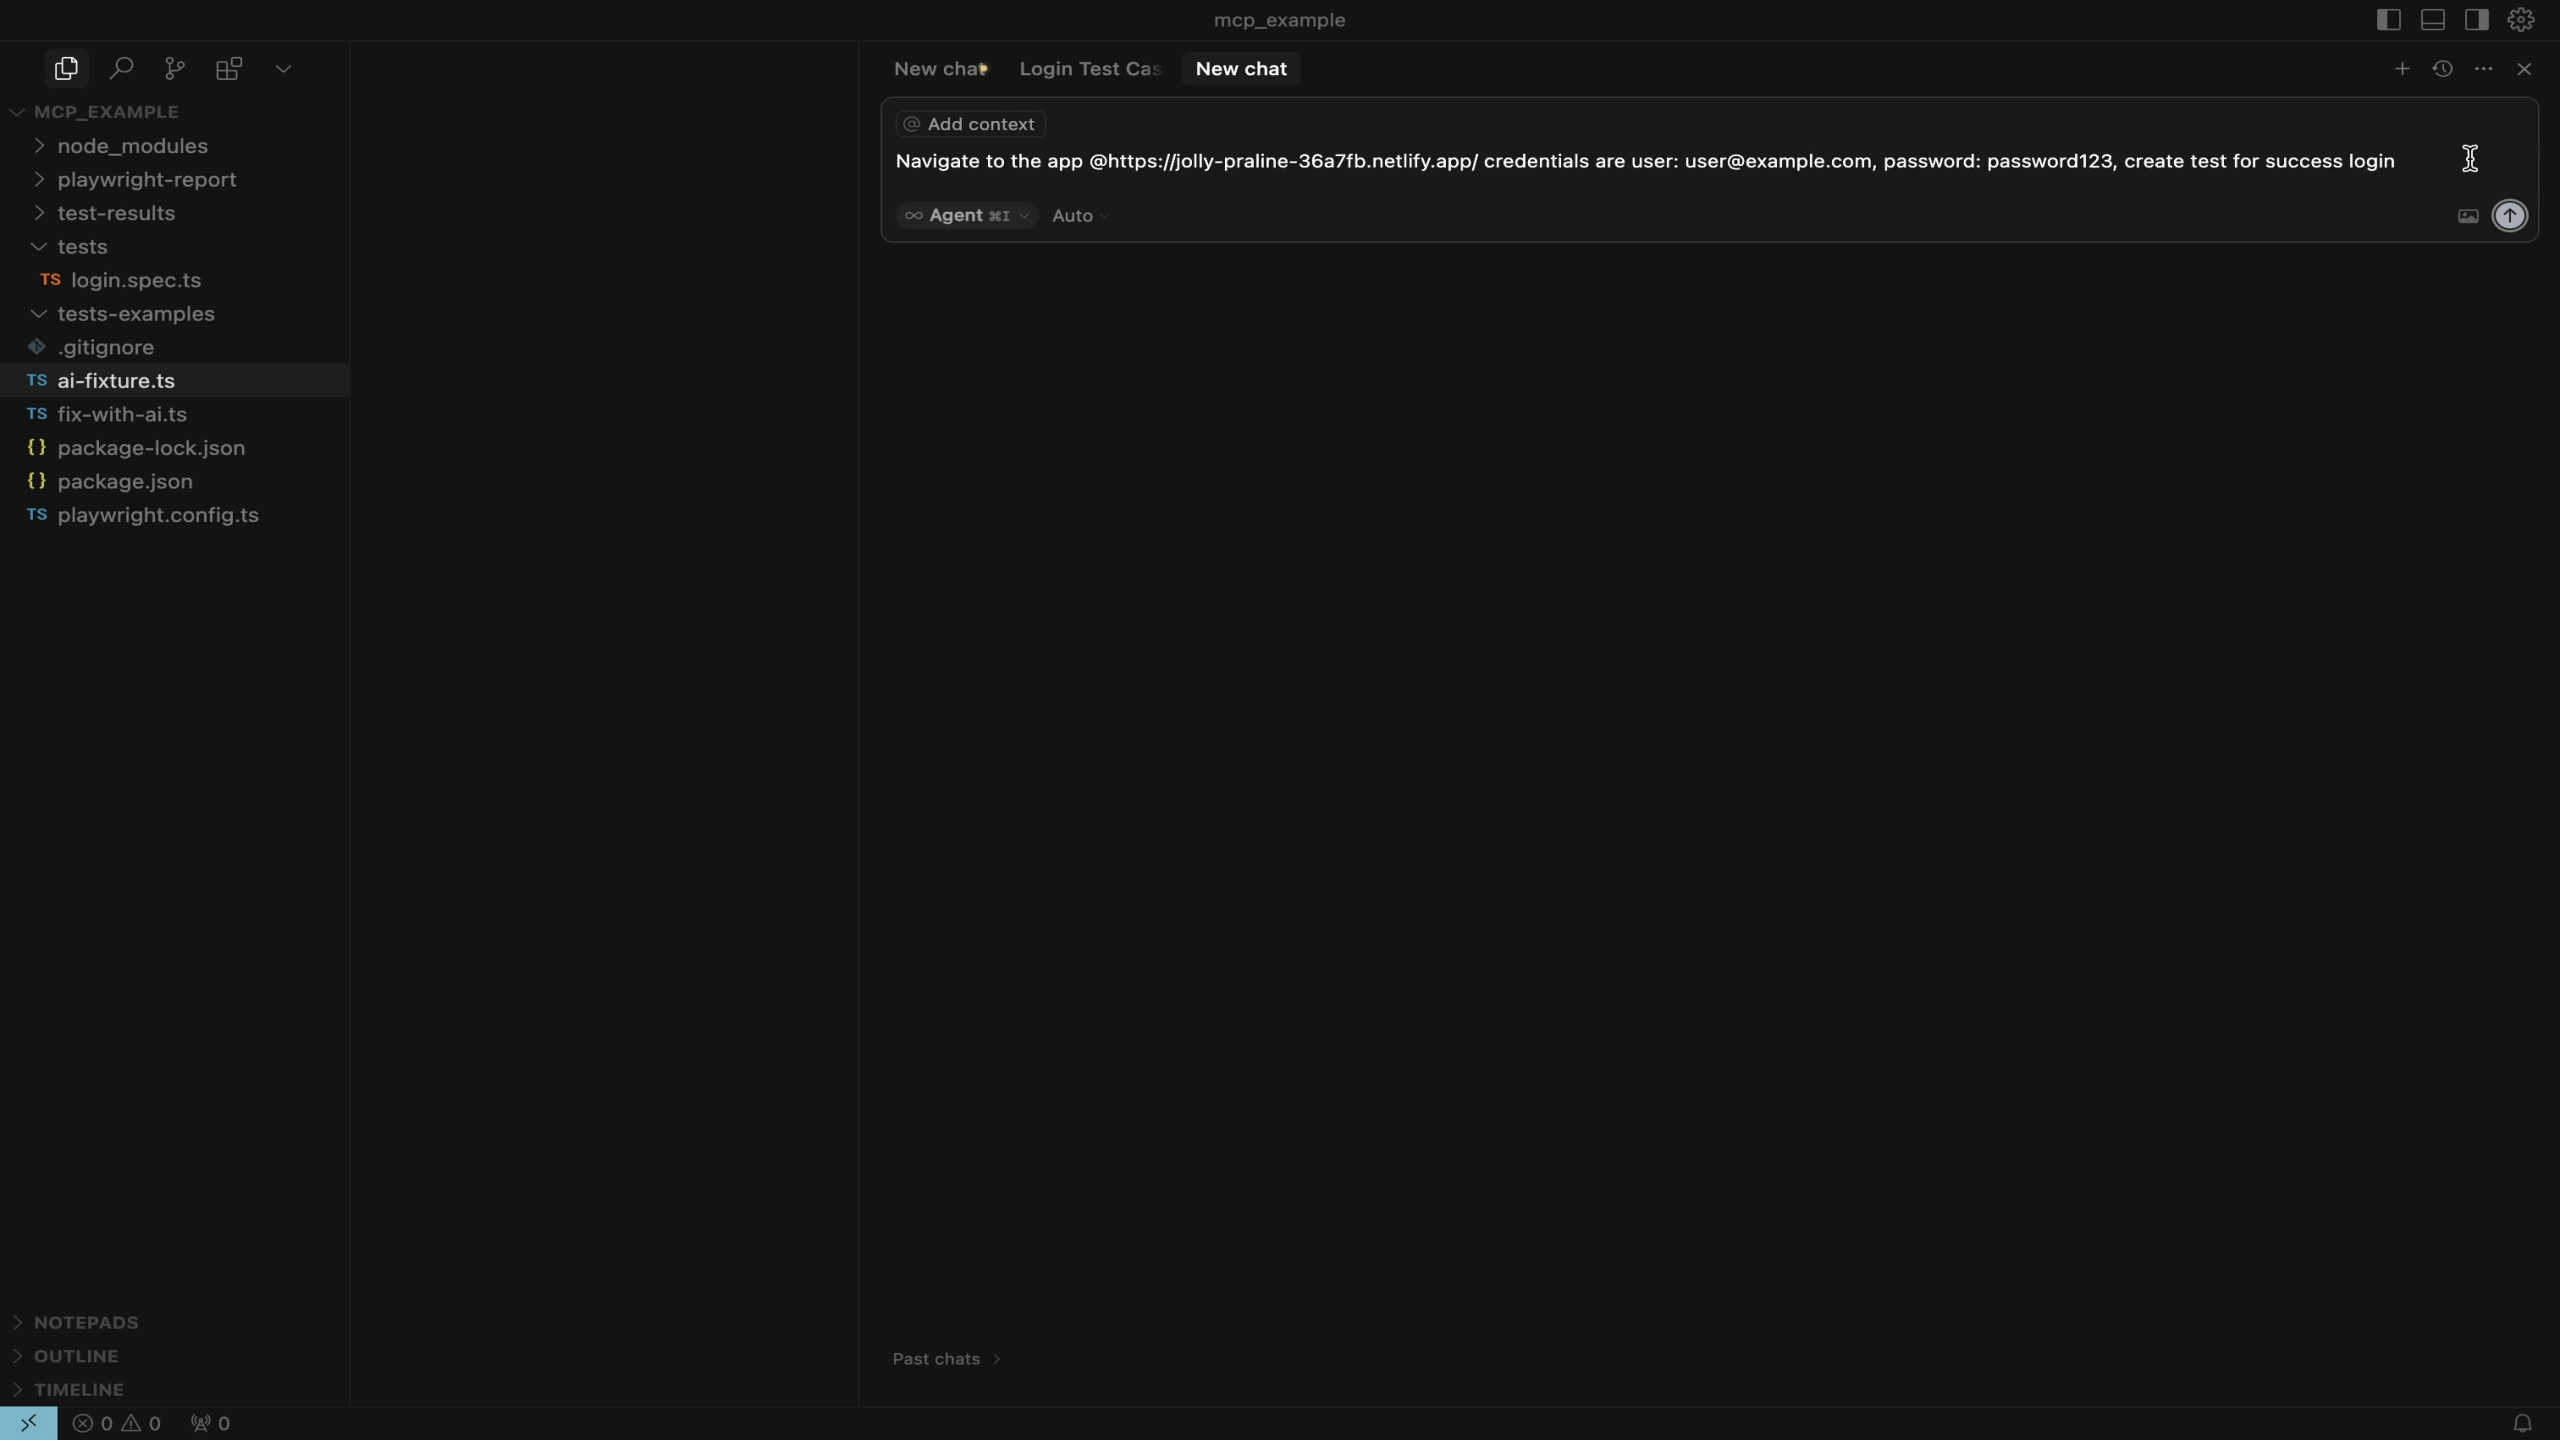 mcp_example
MCP_EXAMPLE
node_modules
playwright-report
test-results
tests
TS login.spec.ts
tests-examples
.gitignore
TS ai-fixture.ts
TS fix-with-ai.ts
{} package-lock.json
{} package.json
TS playwright.config.ts
NOTEPADS
OUTLINE
TIMELINE
0 0 0
New chat Login Test Cas New chat
@ Add context
Navigate to the app @https://jolly-praline-36a7fb.netlify.app/ credentials are user: user@example.com, password: password123, create test for success login
∞ Agent ⌘I Auto
Past chats